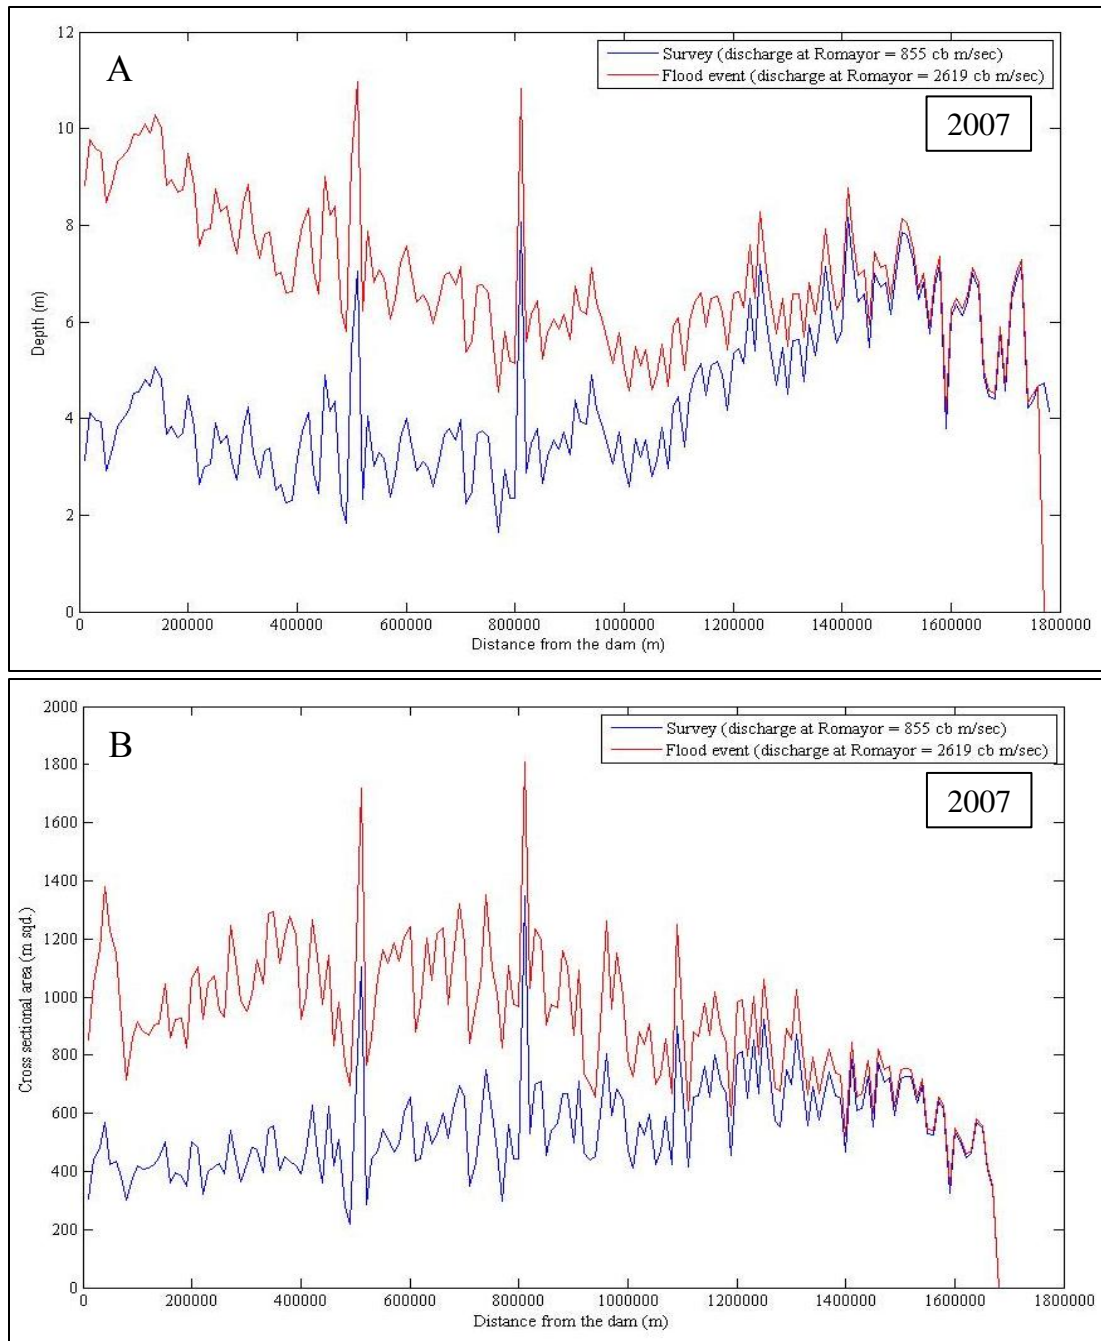 12
10
8
6
4
2
0
Depth (m)
A
Survey (discharge at Romayor = 855 cb m/sec)
Flood event (discharge at Romayor = 2619 cb m/sec)
2007
0 200000 400000 600000 800000 1000000 1200000 1400000 1600000 1800000
Distance from the dam (m)
2000
1800
1600
1400
1200
1000
800
600
400
200
0
Cross sectional area (m sqd.)
B
Survey (discharge at Romayor = 855 cb m/sec)
Flood event (discharge at Romayor = 2619 cb m/sec)
2007
0 200000 400000 600000 800000 1000000 1200000 1400000 1600000 1800000
Distance from the dam (m)